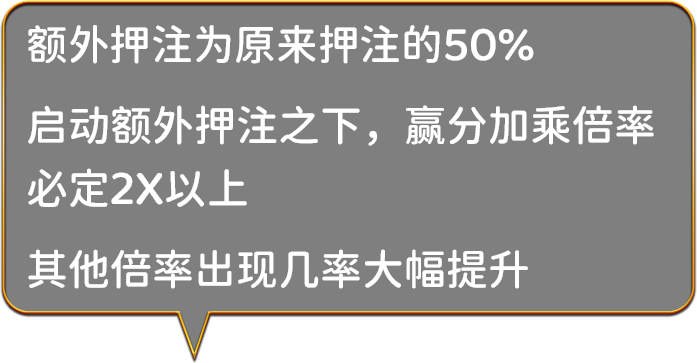 额外押注为原来押注的50%
启动额外押注之下，赢分加乘倍率
必定2X以上
其他倍率出现几率大幅提升